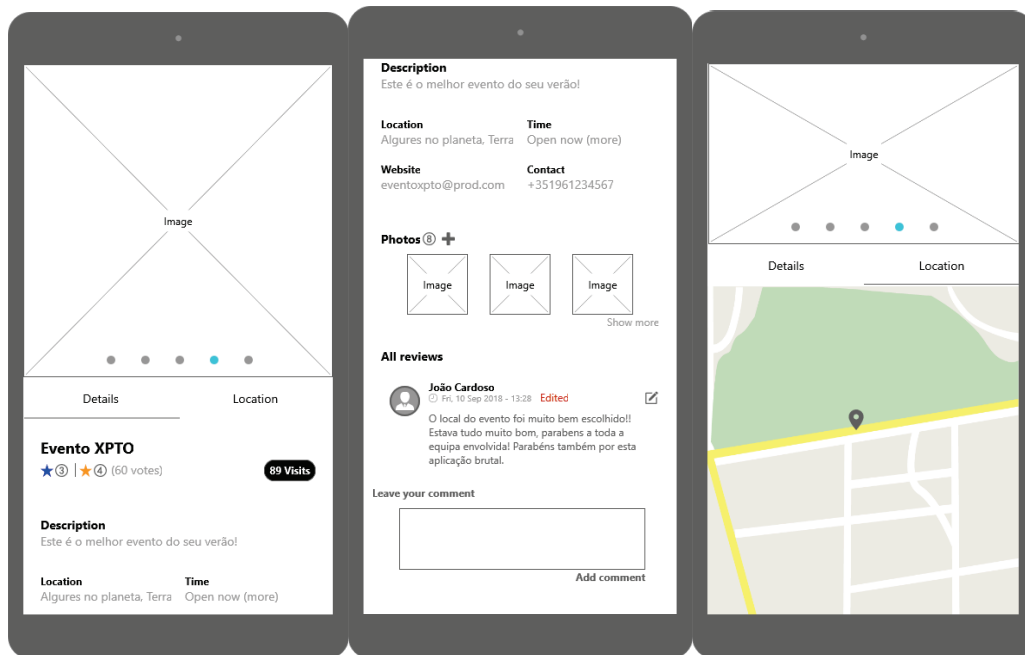 Image
Details Location
Evento XPTO
3 | 4 (60 votes) 89 Visits
Description
Este é o melhor evento do seu verão!
Location Time
Algures no planeta, Terra Open now (more)
Description
Este é o melhor evento do seu verão!
Location Time
Algures no planeta, Terra Open now (more)
Website Contact
eventoxpto@prod.com +351961234567
Photos 8
Image Image Image
Show more
All reviews
João Cardoso
Fri, 10 Sep 2018 - 13:28 Edited
O local do evento foi muito bem escolhido!!
Estava tudo muito bom, parabens a toda a
equipa envolvida! Parabéns também por esta
aplicação brutal.
Leave your comment
Add comment
Image
Details Location